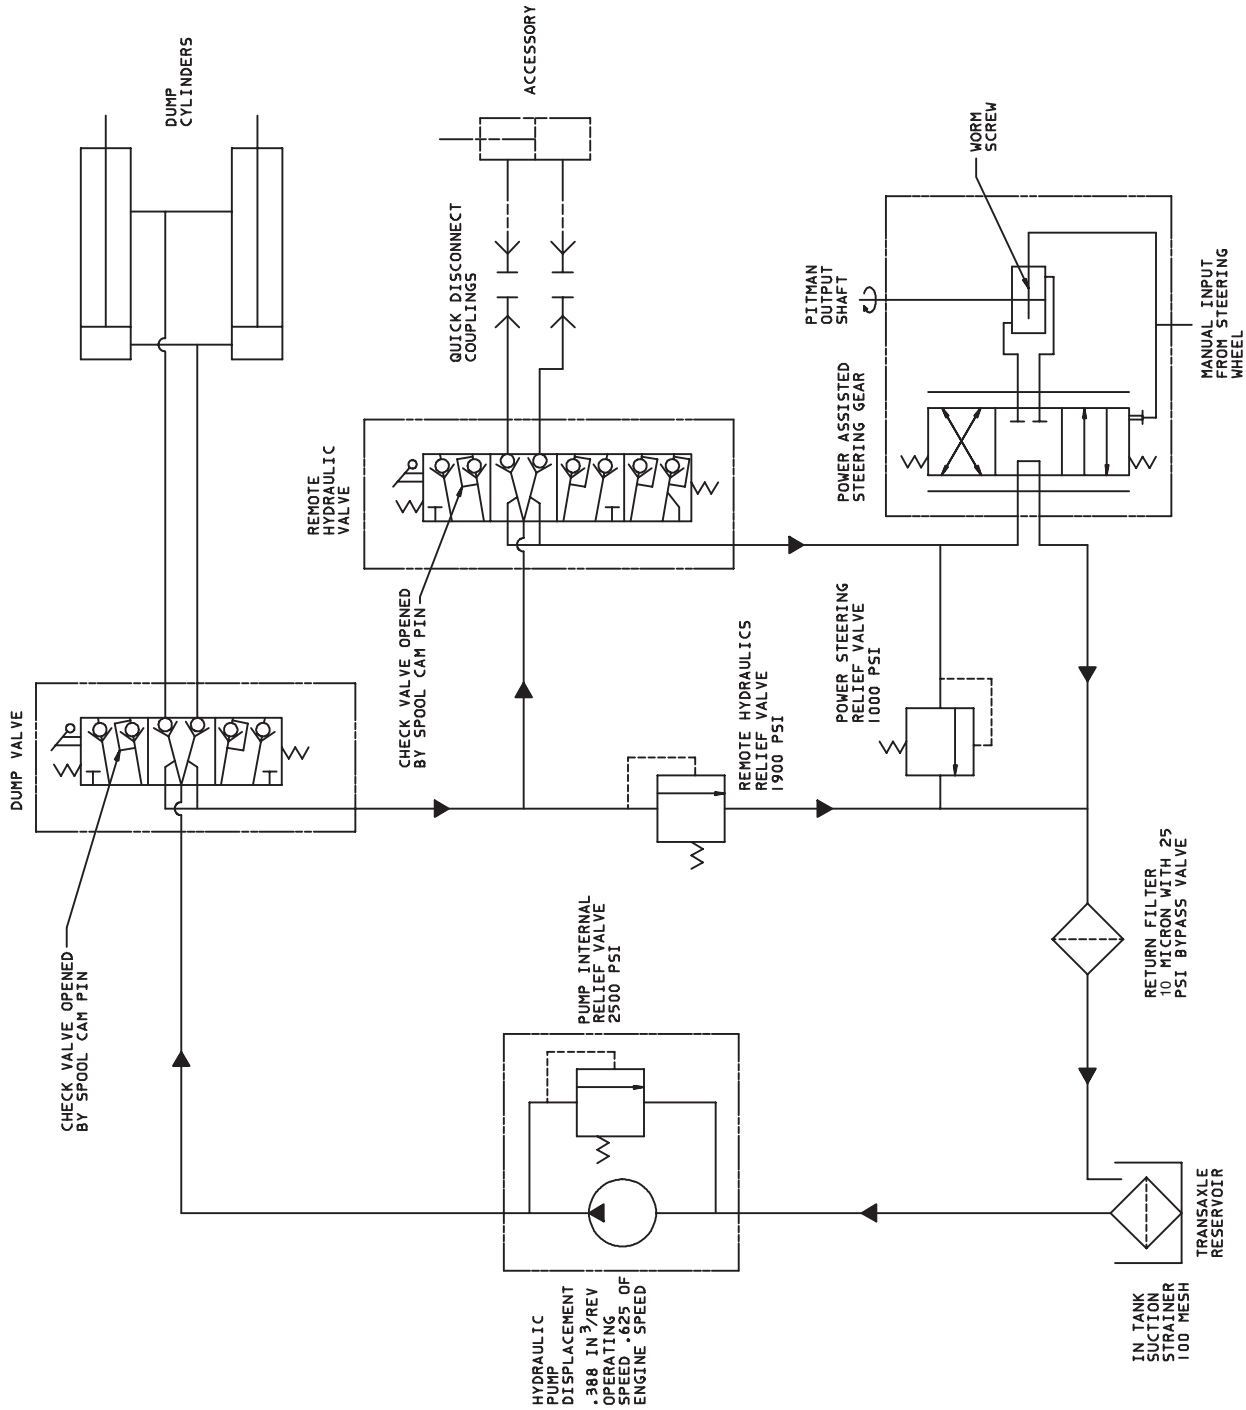 DUMP VALVE
CHECK VALVE OPENED
BY SPOOL CAM PIN
DUMP
CYLINDERS
REMOTE
HYDRAULIC
VALVE
CHECK VALVE OPENED
BY SPOOL CAM PIN
QUICK DISCONNECT
COUPLINGS
ACCESSORY
HYDRAULIC
PUMP
DISPLACEMENT
.388 IN3/REV
OPERATING
SPEED .625 OF
ENGINE SPEED
PUMP INTERNAL
RELIEF VALVE
2500 PSI
REMOTE HYDRAULICS
RELIEF VALVE
1900 PSI
POWER STEERING
RELIEF VALVE
1000 PSI
POWER ASSISTED
STEERING GEAR
PITMAN
OUTPUT
SHAFT
WORM
SCREW
IN TANK
SUCTION
STRAINER
100 MESH
TRANSAXLE
RESERVOIR
RETURN FILTER
10 MICRON WITH 25
PSI BYPASS VALVE
MANUAL INPUT
FROM STEERING
WHEEL